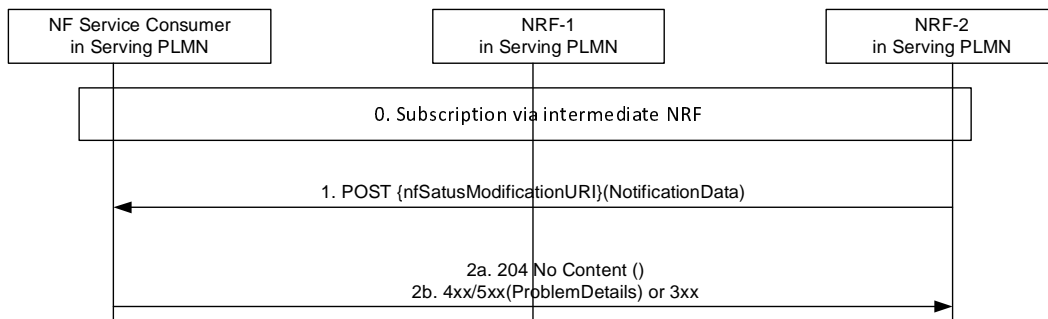 NF Service Consumer
in Serving PLMN
NRF-1
in Serving PLMN
NRF-2
in Serving PLMN
0. Subscription via intermediate NRF
1. POST {nfSatusModificationURI}(NotificationData)
2a. 204 No Content ()
2b. 4xx/5xx(ProblemDetails) or 3xx